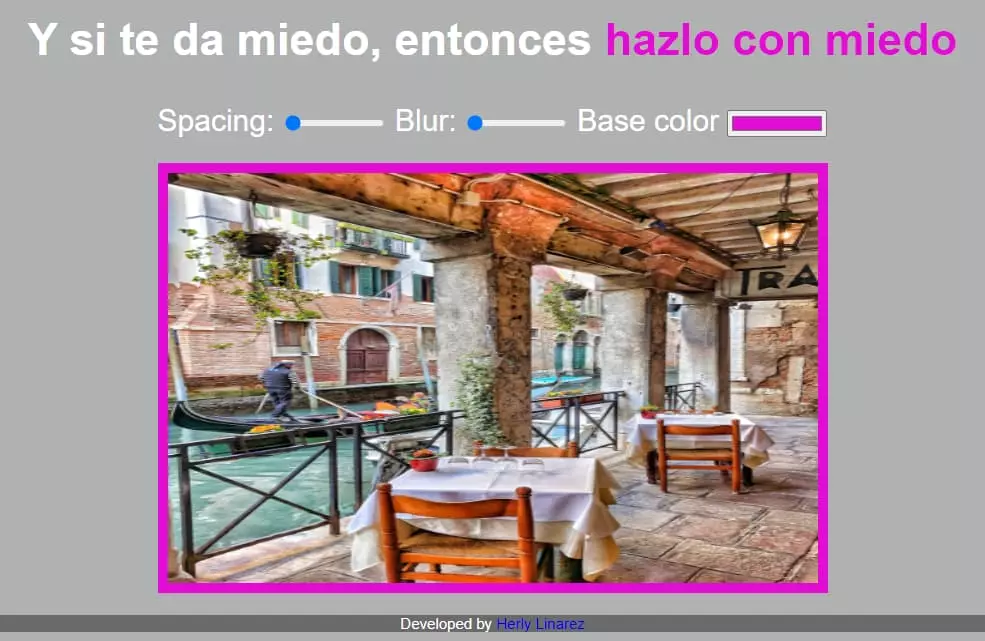 Y si te da miedo, entonces hazlo con miedo
Spacing: Blur: Base color
TRA
Developed by Herly Linarez